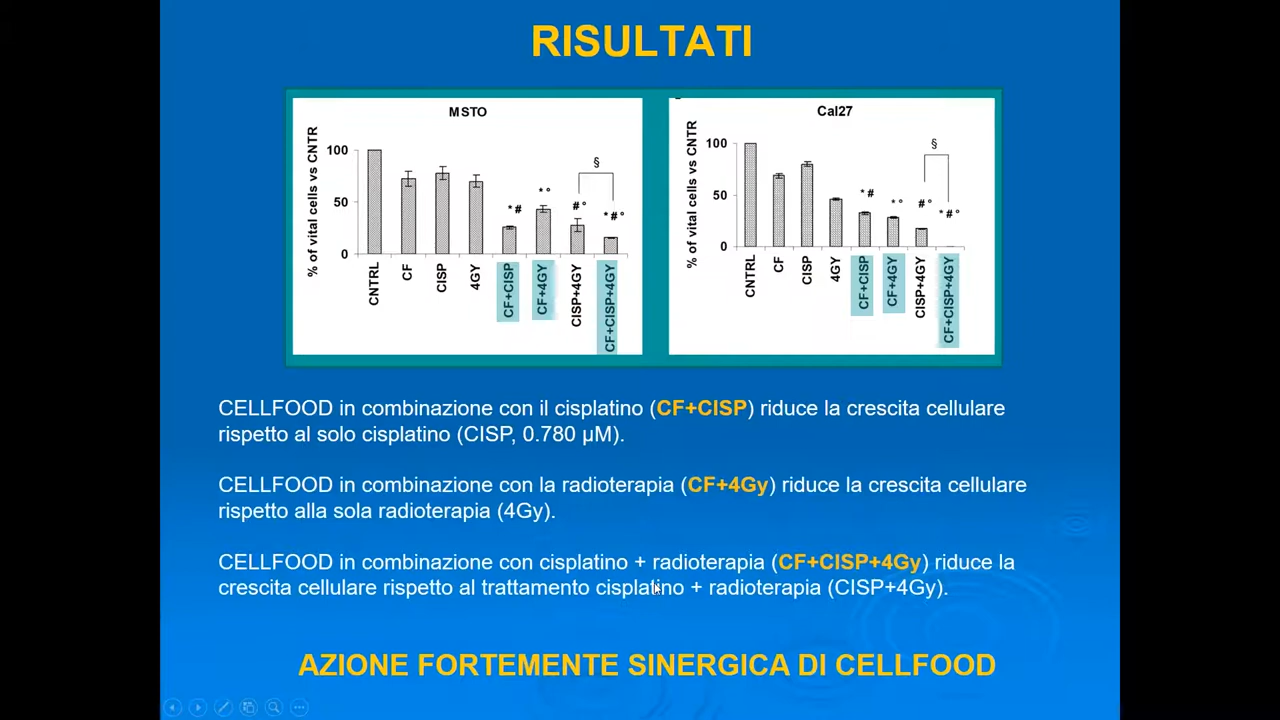 RISULTATI
MSTO
% of vital cells vs CNTR
100
50
0
* #
* °
# °
§
* # °
CNTRL
CF
CISP
4GY
CF+CISP
CF+4GY
CISP+4GY
CF+CISP+4GY
Cal27
% of vital cells vs CNTR
100
50
0
* #
* °
# °
§
* # °
CNTRL
CF
CISP
4GY
CF+CISP
CF+4GY
CISP+4GY
CF+CISP+4GY
CELLFOOD in combinazione con il cisplatino (CF+CISP) riduce la crescita cellulare
rispetto al solo cisplatino (CISP, 0.780 µM).
CELLFOOD in combinazione con la radioterapia (CF+4Gy) riduce la crescita cellulare
rispetto alla sola radioterapia (4Gy).
CELLFOOD in combinazione con cisplatino + radioterapia (CF+CISP+4Gy) riduce la
crescita cellulare rispetto al trattamento cisplatino + radioterapia (CISP+4Gy).
AZIONE FORTEMENTE SINERGICA DI CELLFOOD